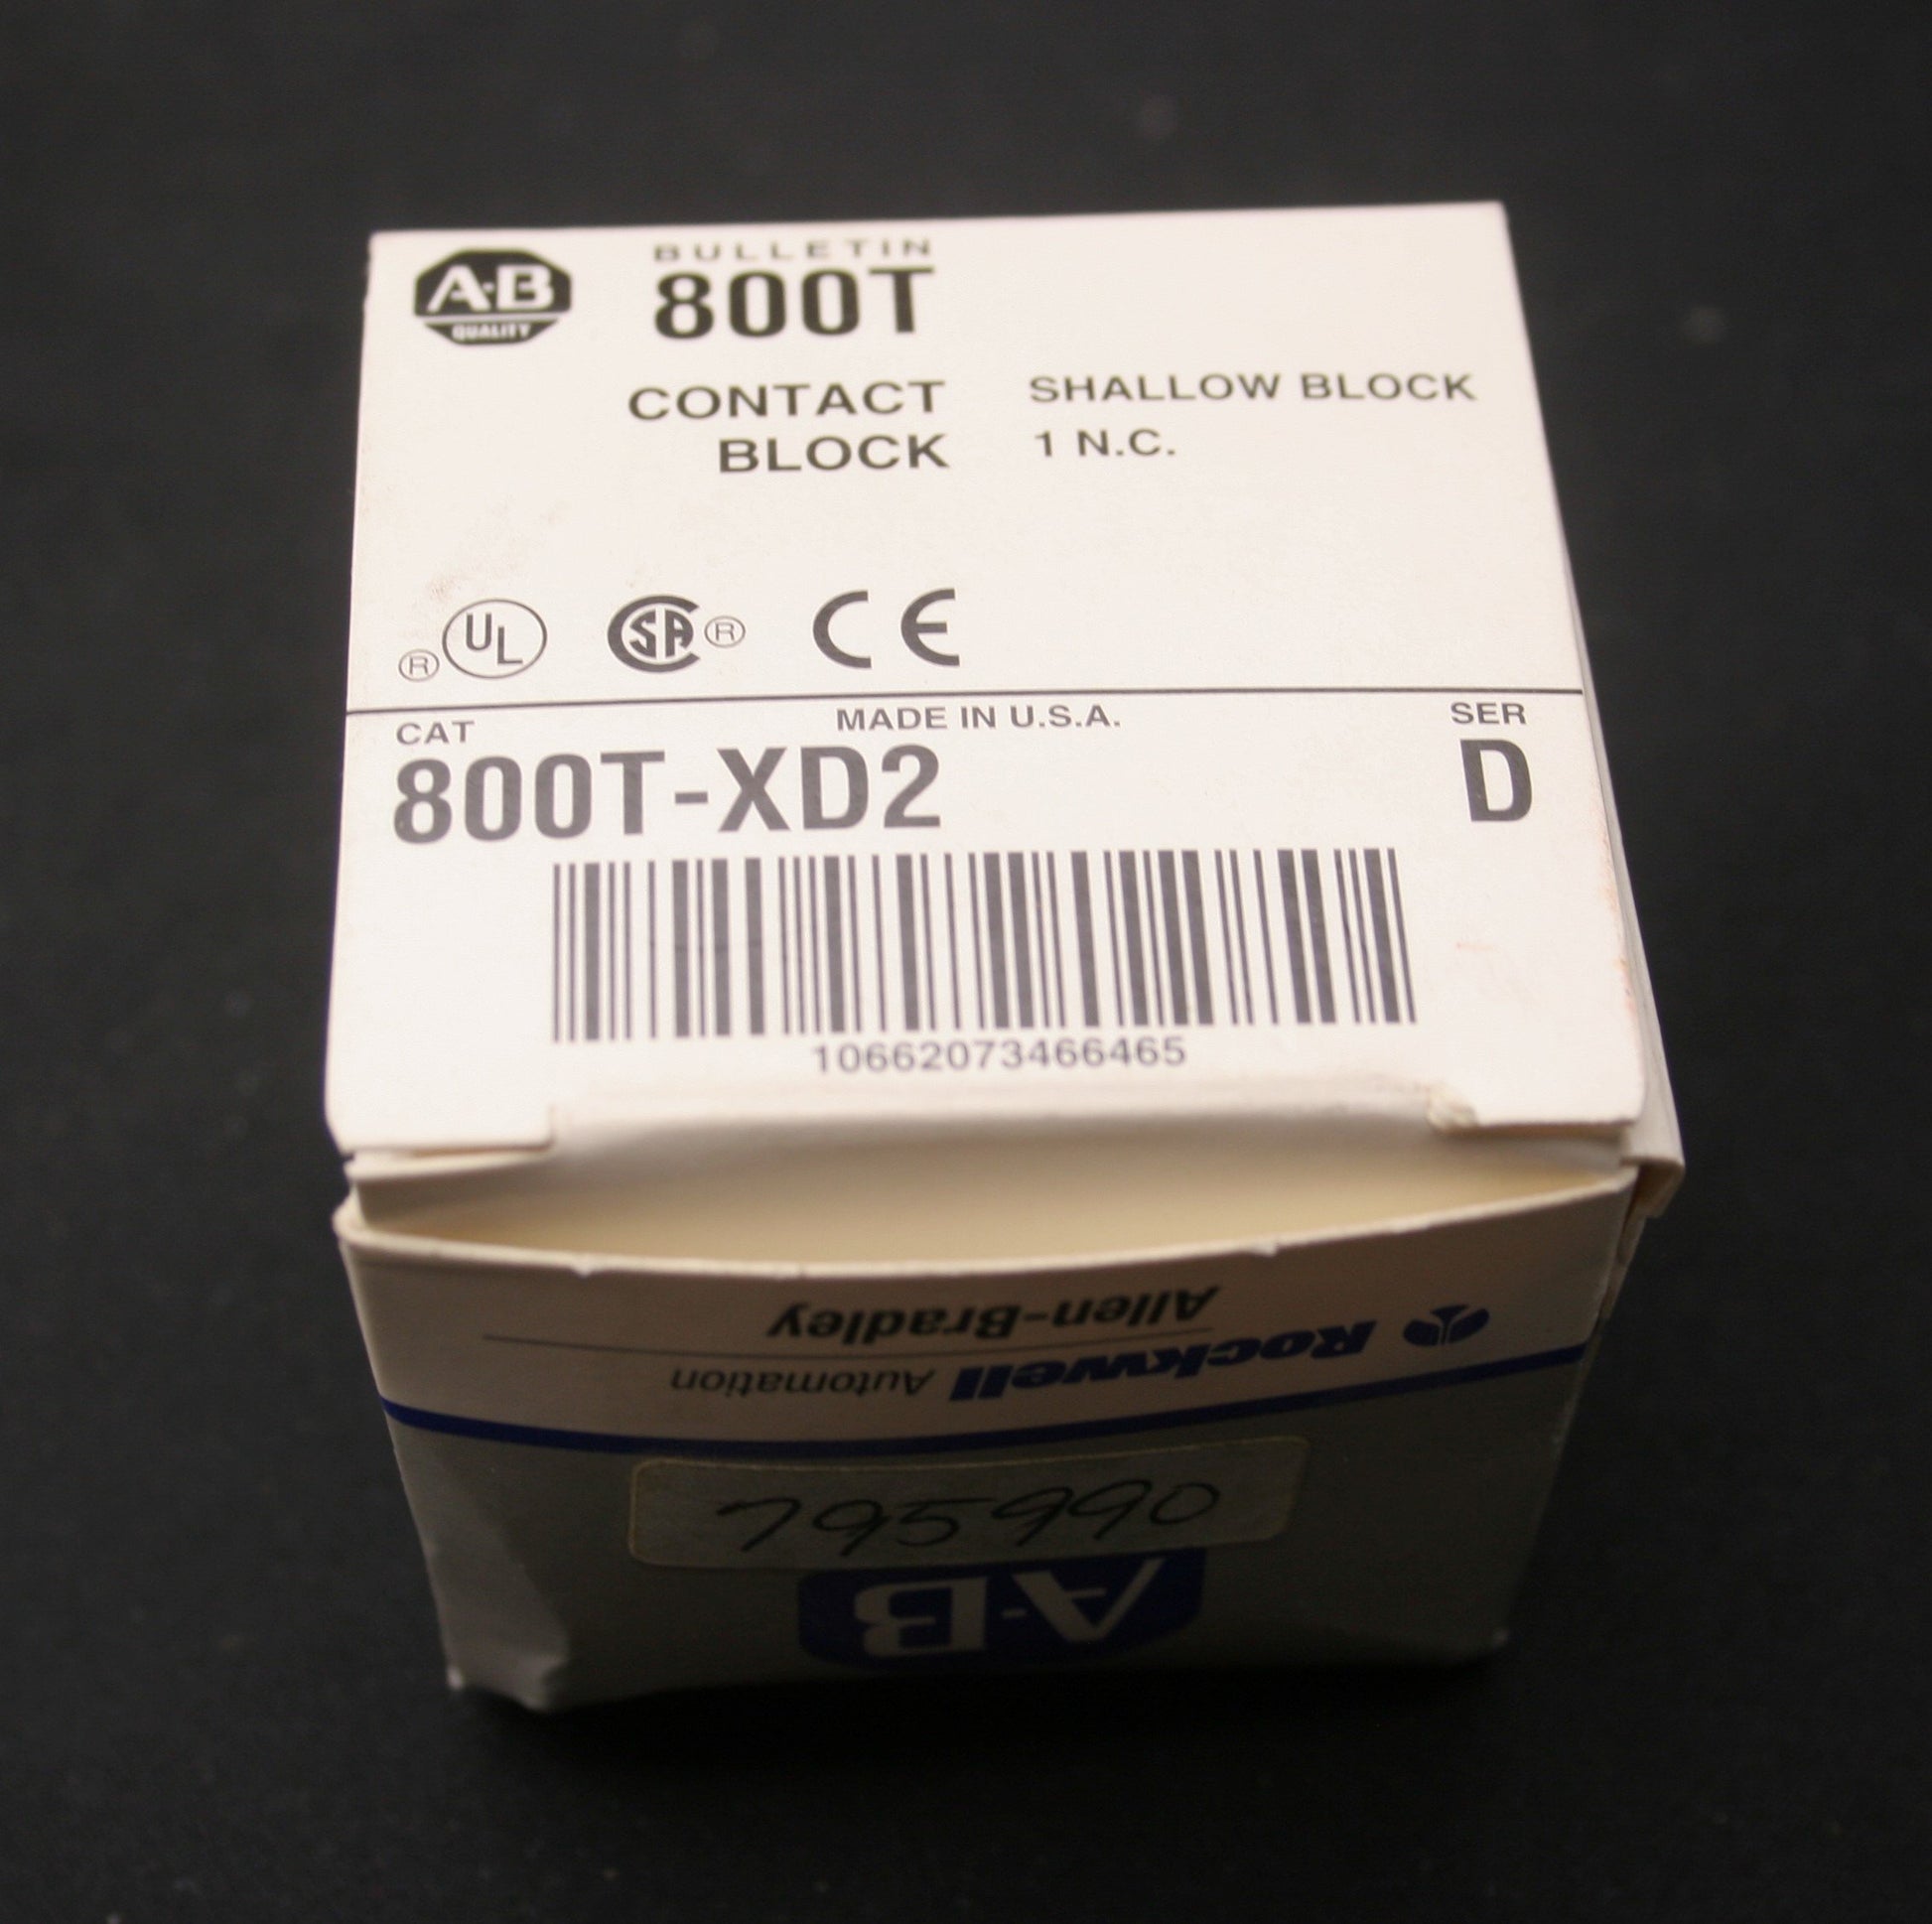 A·B
QUALITY
BULLETIN
800T
CONTACT
BLOCK
SHALLOW BLOCK
1 N.C.
® UL
CSA ®
CE
CAT
MADE IN U.S.A.
SER
800T-XD2
D
10662073466465
Allen-Bradley
Rockwell Automation
795990
A·B